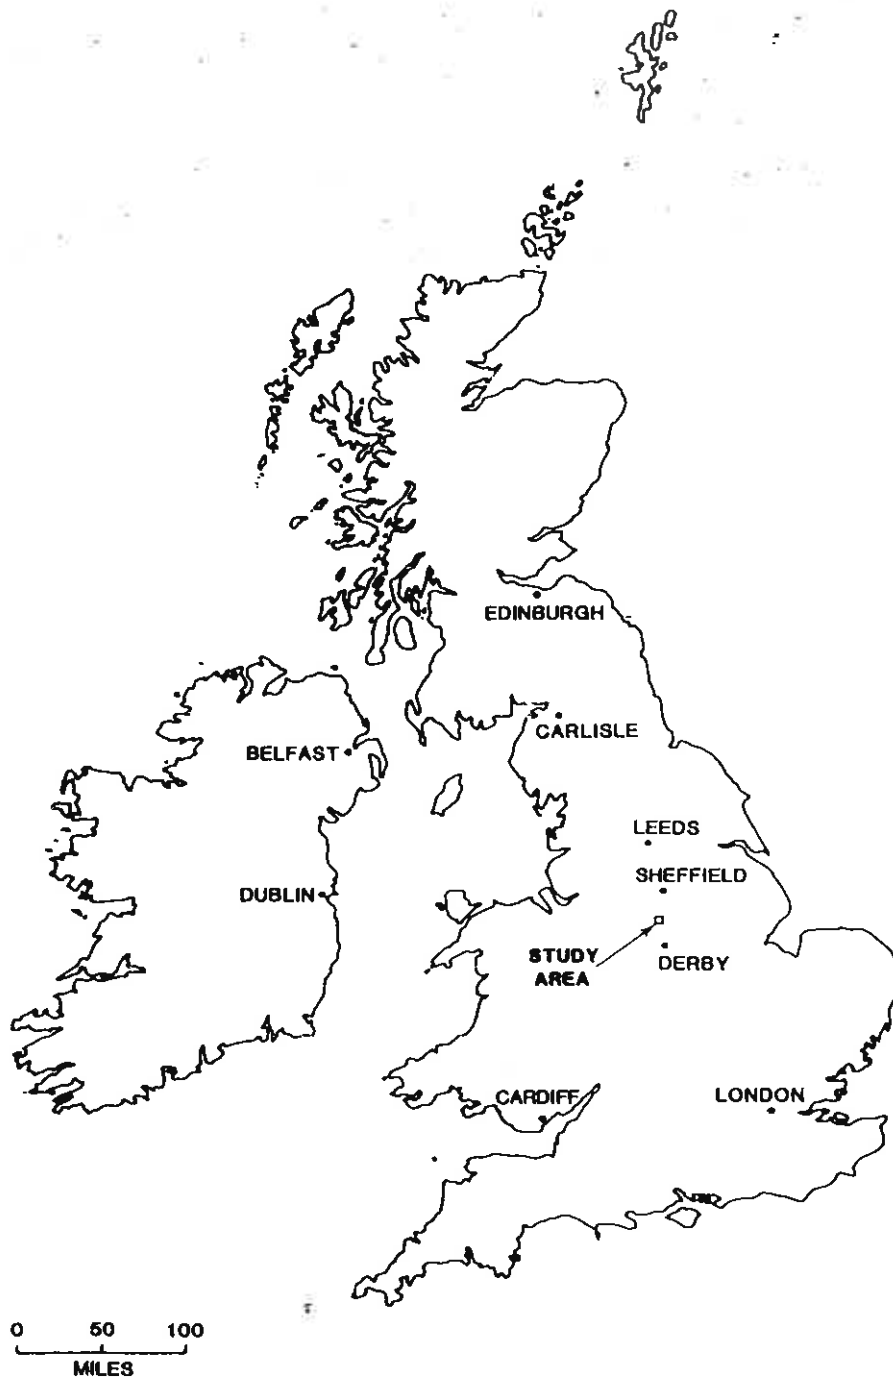 EDINBURGH
CARLISLE
BELFAST
LEEDS
SHEFFIELD
DUBLIN
STUDY
AREA
DERBY
CARDIFF
LONDON
0 50 100
MILES